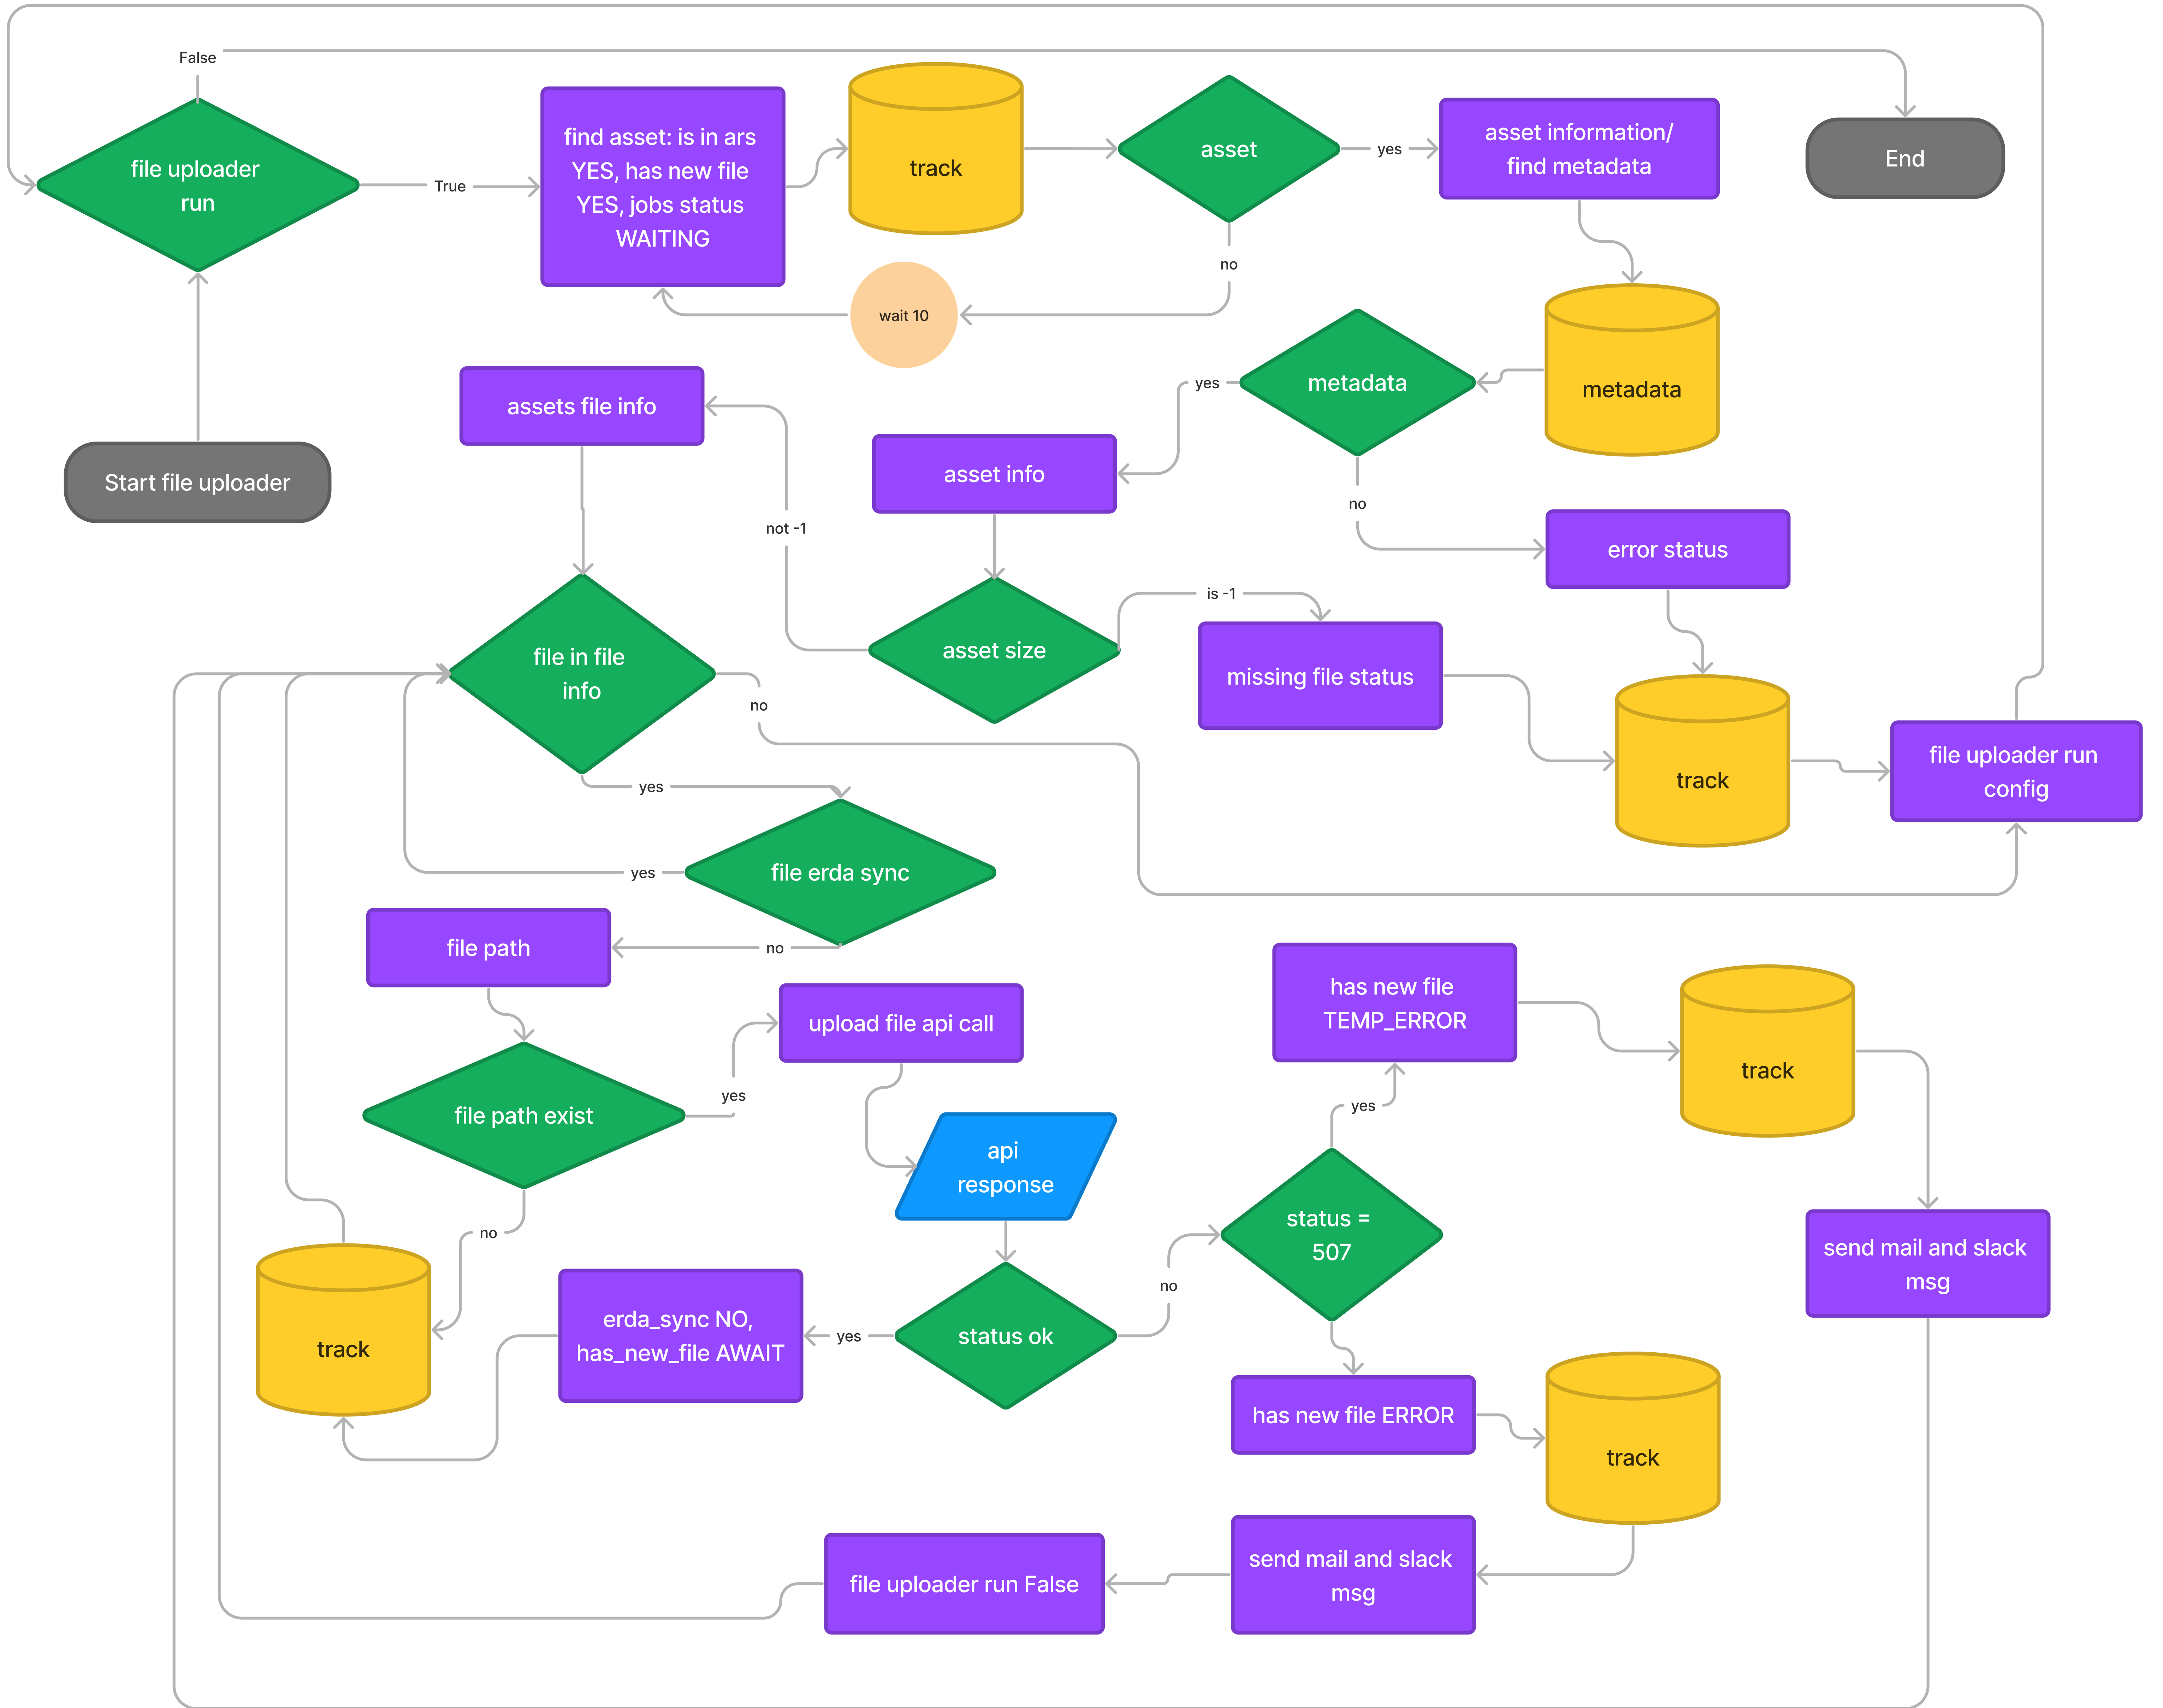 False
file uploader
run
True
find asset: is in ars
YES, has new file
YES, jobs status
WAITING
track
asset
yes
asset information/
find metadata
End
no
wait 10
metadata
metadata
yes
no
Start file uploader
assets file info
asset info
not -1
error status
is -1
asset size
missing file status
file in file
info
no
track
file uploader run
config
yes
file erda sync
yes
no
file path
upload file api call
has new file
TEMP_ERROR
track
file path exist
yes
yes
api
response
status =
507
send mail and slack
msg
no
no
track
erda_sync NO,
has_new_file AWAIT
yes
status ok
has new file ERROR
track
file uploader run False
send mail and slack
msg